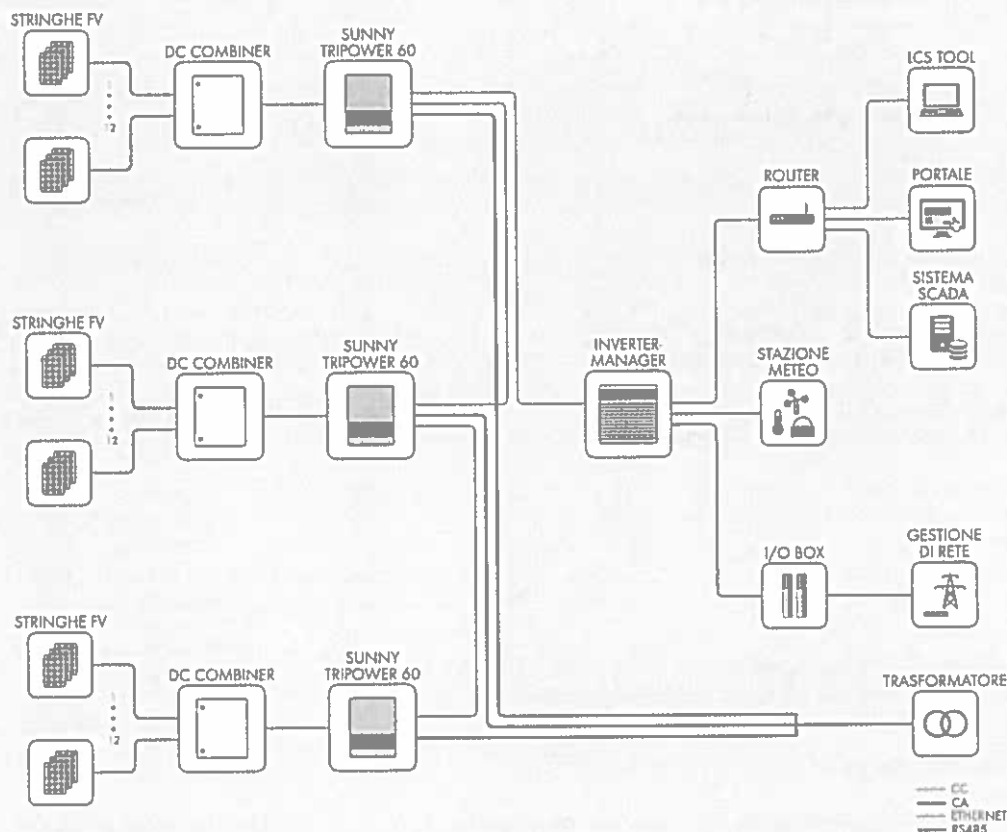 STRINGHE FV
DC COMBINER
SUNNY
TRIPOWER 60
1
12
LCS TOOL
ROUTER
PORTALE
SISTEMA
SCADA
STRINGHE FV
DC COMBINER
SUNNY
TRIPOWER 60
1
12
INVERTER
MANAGER
STAZIONE
METEO
I/O BOX
GESTIONE
DI RETE
STRINGHE FV
DC COMBINER
SUNNY
TRIPOWER 60
1
12
TRASFORMATORE
CC
CA
ETHERNET
RS485